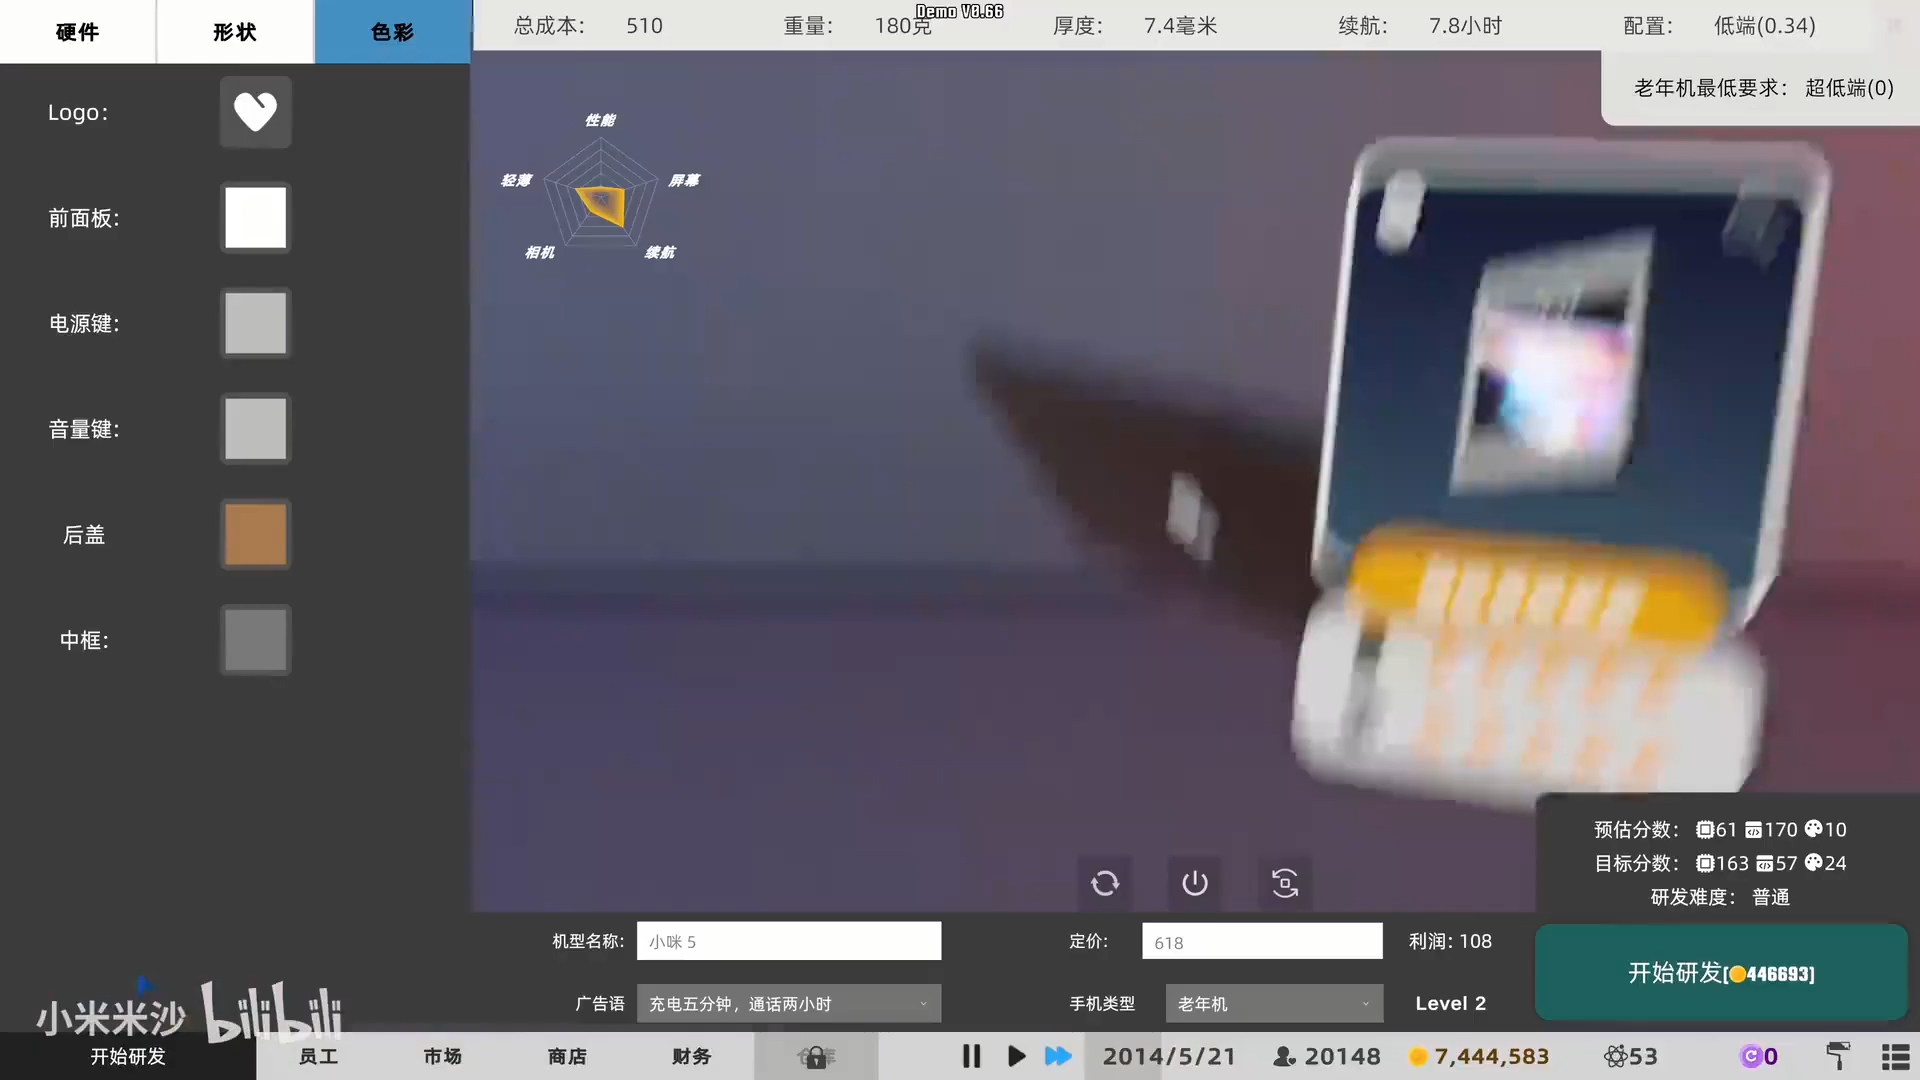 硬件 形状 色彩
总成本: 510 重量: 180克 厚度: 7.4毫米 续航: 7.8小时 配置: 低端(0.34)
Demo V0.66
老年机最低要求: 超低端(0)
Logo:
前面板:
电源键:
音量键:
后盖
中框:
性能
轻薄 屏幕
相机 续航
预估分数: 61 170 10
目标分数: 163 57 24
研发难度: 普通
机型名称: 小咪 5 定价: 618 利润: 108
开始研发[446693]
广告语 充电五分钟，通话两小时 手机类型 老年机 Level 2
小米米沙 bilibili
开始研发 员工 市场 商店 财务 2014/5/21 20148 7,444,583 53 0